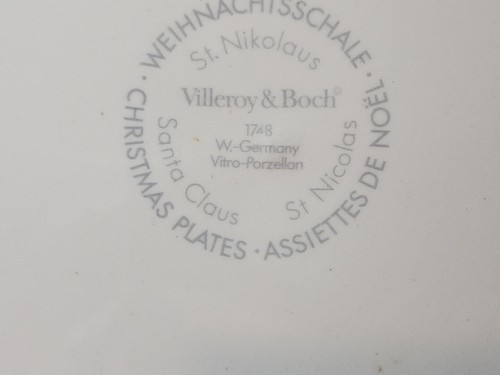 WEIHNACHTSSCHALE · ASSIETTES DE NOËL · CHRISTMAS PLATES ·
St. Nikolaus
St Nicolas
Santa Claus
Villeroy & Boch®
1748
W.-Germany
Vitro-Porzellan